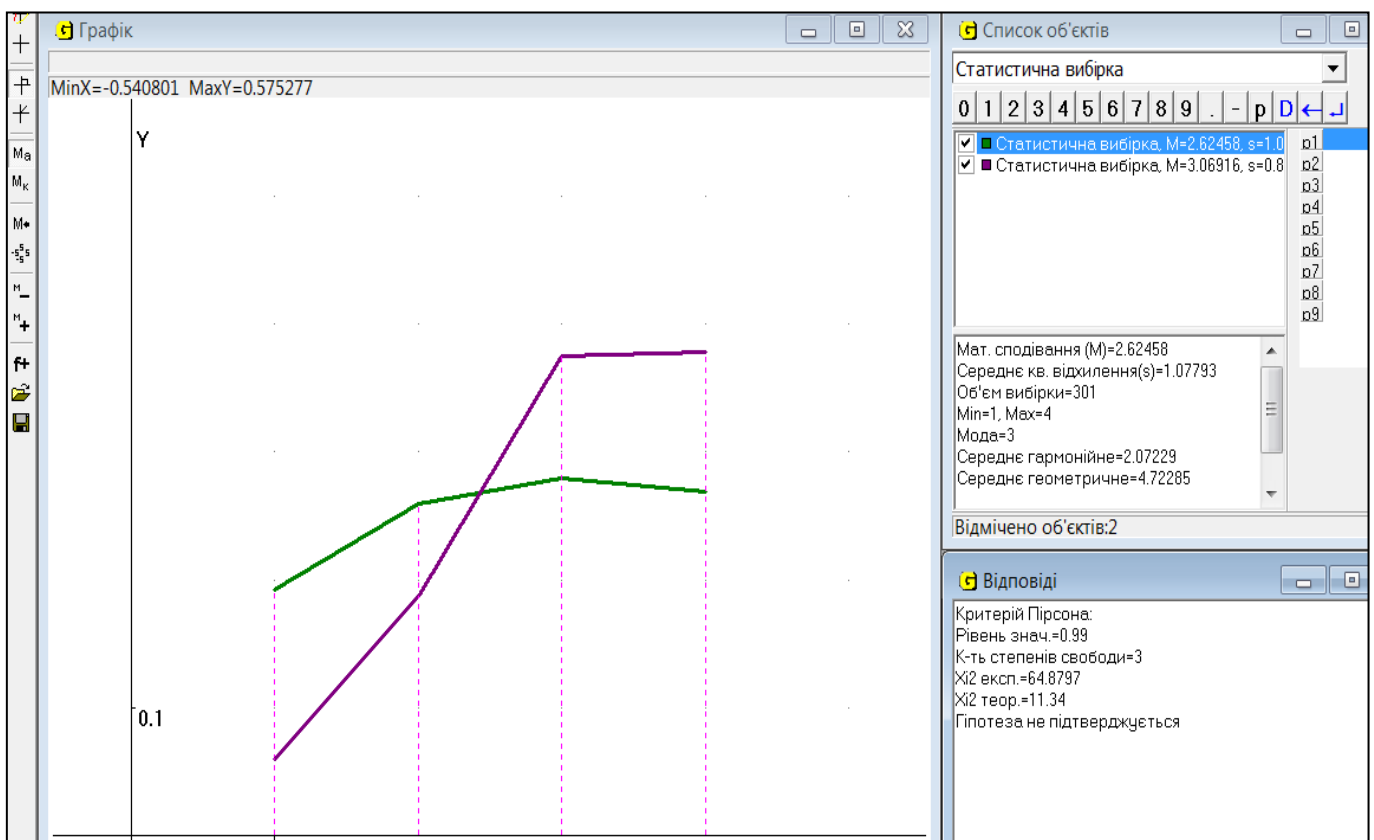 Графік
MinX=-0.540801 MaxY=0.575277
Y
0.1
Ма
Мк
М
-s s s
М
М
f+
Список об'єктів
Статистична вибірка
0 1 2 3 4 5 6 7 8 9 . - p D
Статистична вибірка, M=2.62458, s=1.0
Статистична вибірка, M=3.06916, s=0.8
p1
p2
p3
p4
p5
p6
p7
p8
p9
Мат. сподівання (M)=2.62458
Середнє кв. відхилення(s)=1.07793
Об'єм вибірки=301
Min=1, Max=4
Мода=3
Середнє гармонійне=2.07229
Середнє геометричне=4.72285
Відмічено об'єктів:2
Відповіді
Критерій Пірсона:
Рівень знач.=0.99
К-ть степенів свободи=3
Xi2 експ.=64.8797
Xi2 теор.=11.34
Гіпотеза не підтверджується